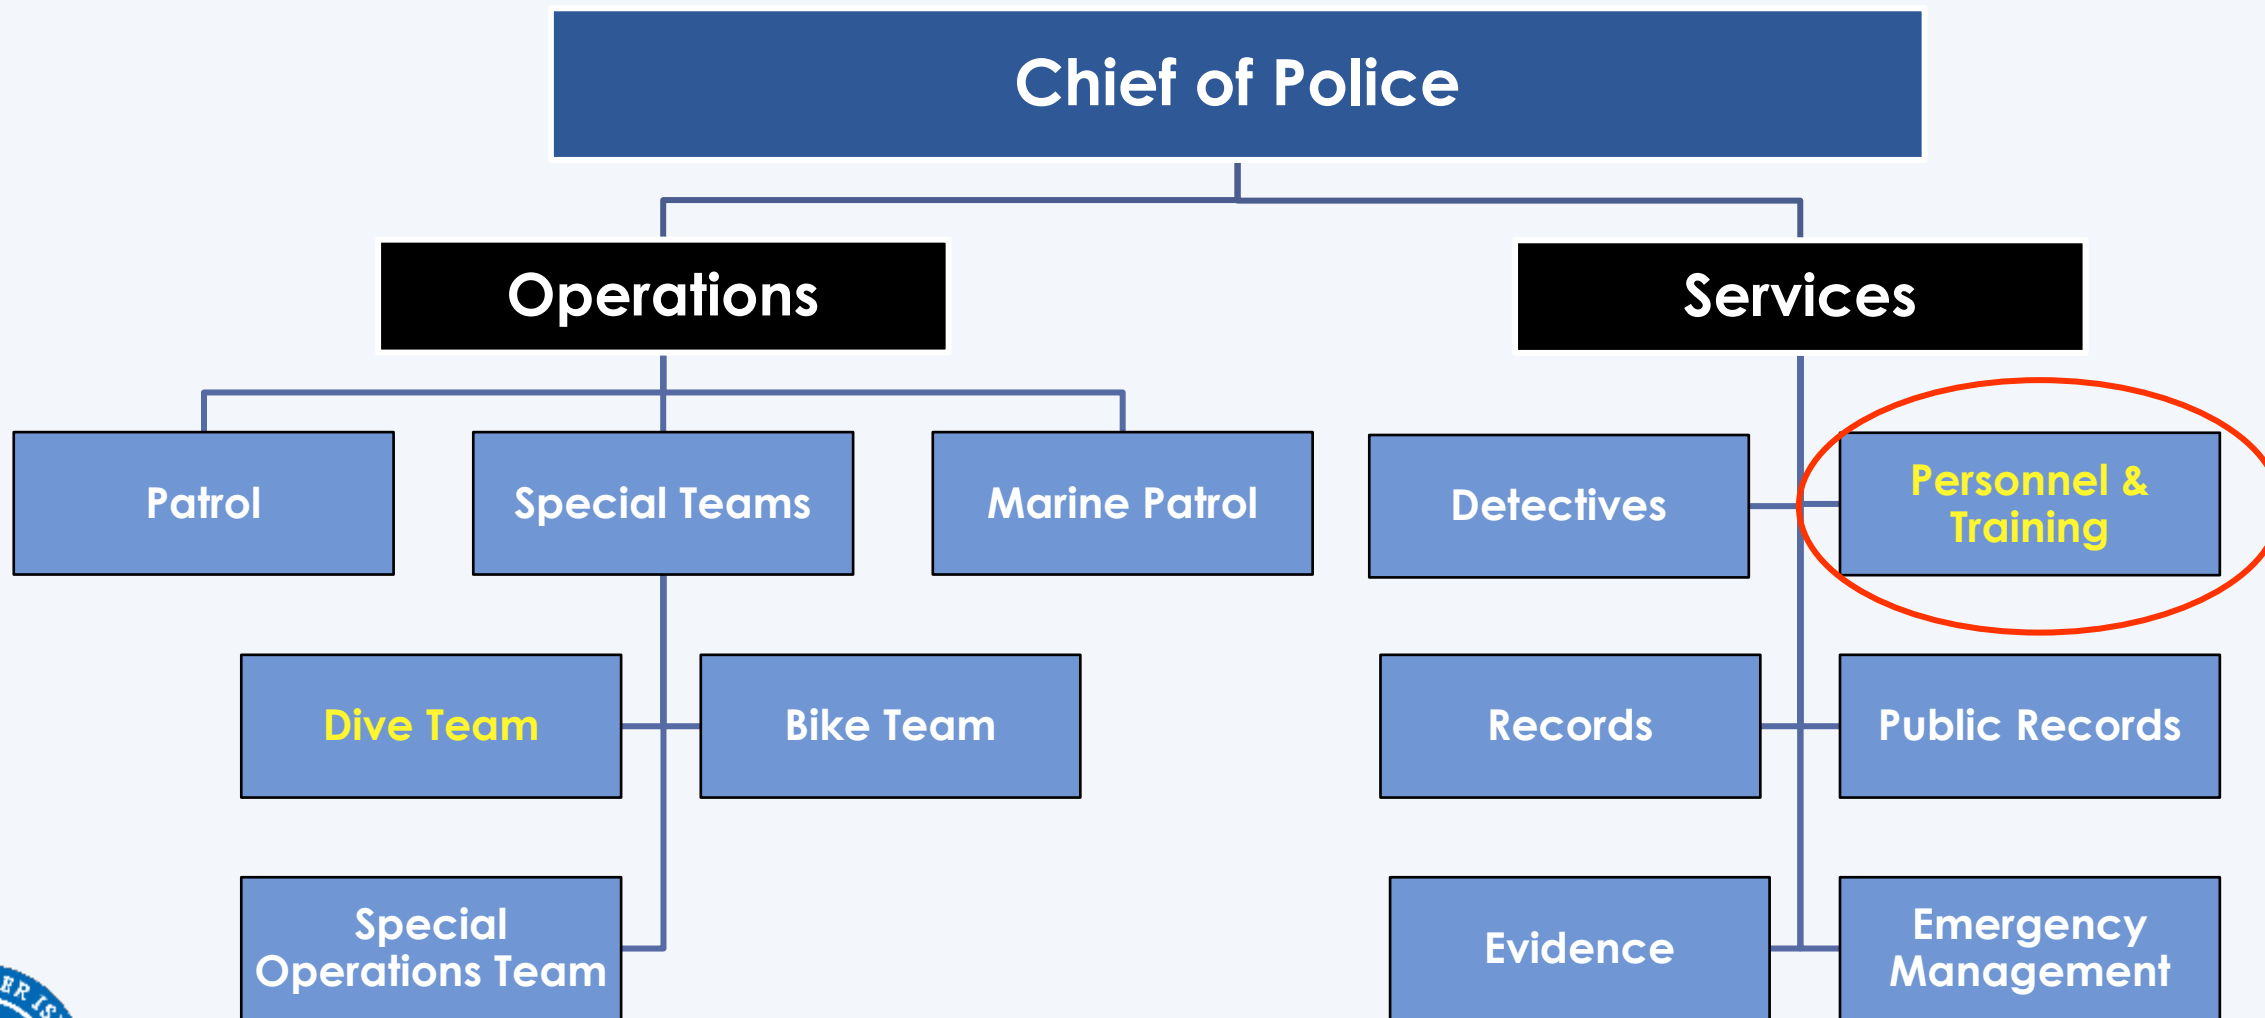 Chief of Police
Operations
Services
Patrol
Special Teams
Marine Patrol
Detectives
Personnel &
Training
Dive Team
Bike Team
Records
Public Records
Special
Operations Team
Evidence
Emergency
Management